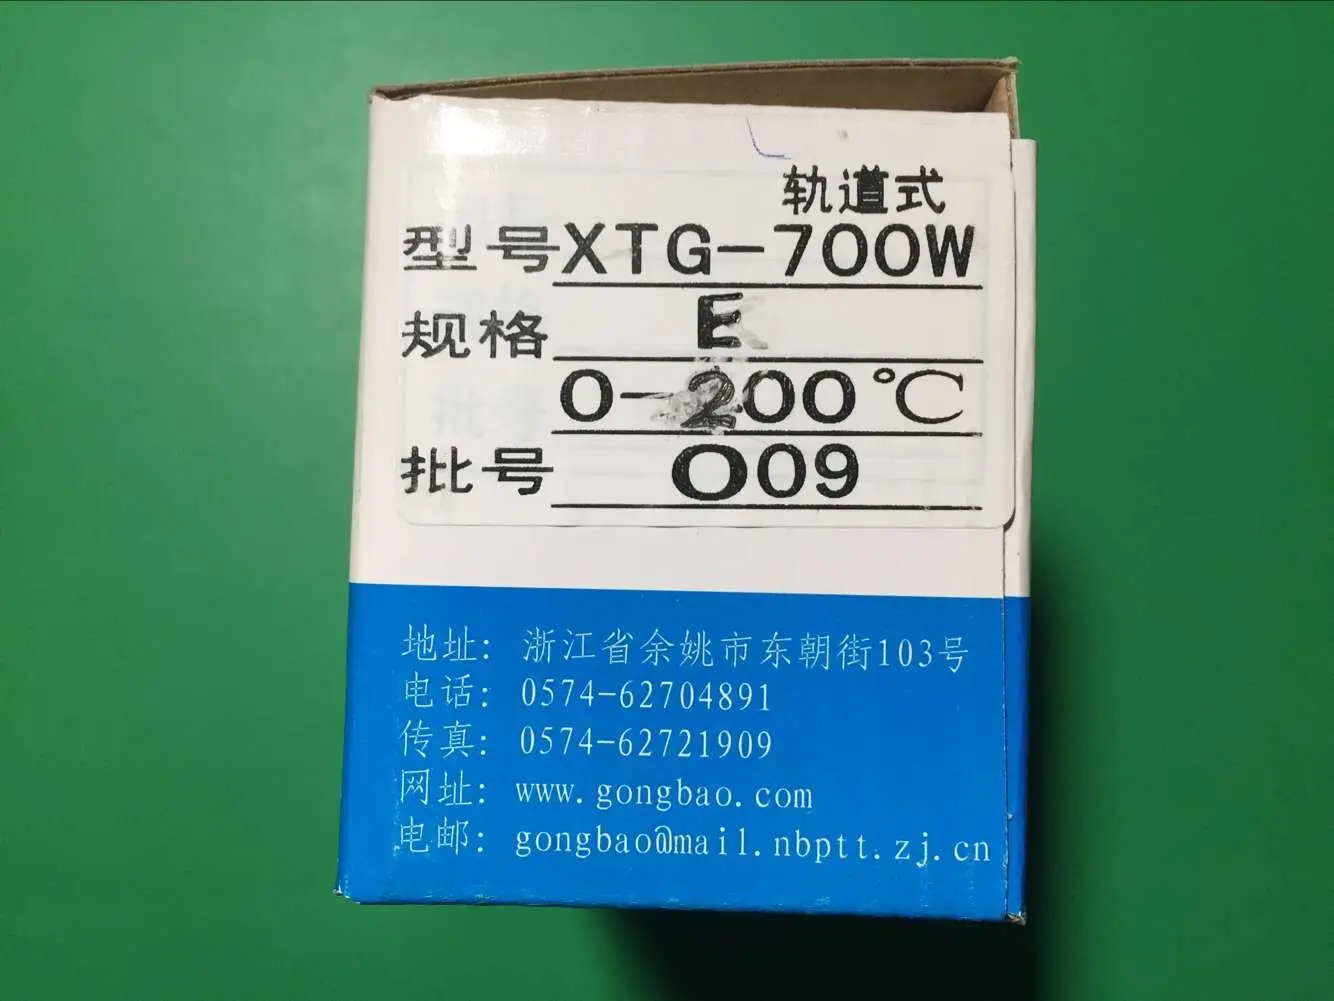 轨道式
型号XTG-700W
规格 E
0-200℃
批号 009
地址: 浙江省余姚市东朝街103号
电话: 0574-62704891
传真: 0574-62721909
网址: www.gongbao.com
电邮: gongbao@mail.nbptt.zj.cn